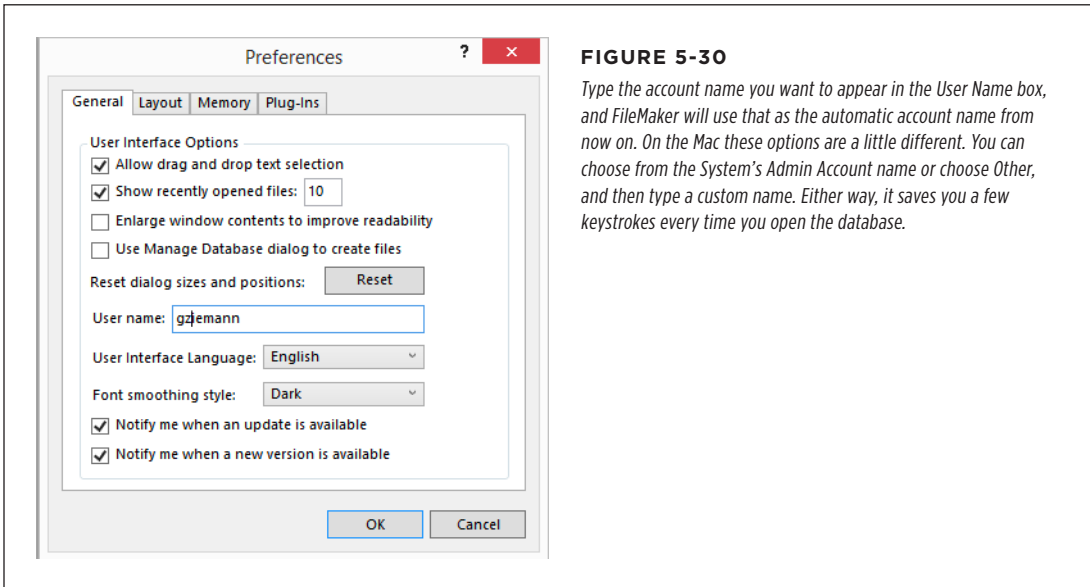 Preferences
?
×
General Layout Memory Plug-Ins
User Interface Options
Allow drag and drop text selection
Show recently opened files: 10
Enlarge window contents to improve readability
Use Manage Database dialog to create files
Reset dialog sizes and positions: Reset
User name: gziemann
User Interface Language: English
Font smoothing style: Dark
Notify me when an update is available
Notify me when a new version is available
OK Cancel
FIGURE 5-30
Type the account name you want to appear in the User Name box,
and FileMaker will use that as the automatic account name from
now on. On the Mac these options are a little different. You can
choose from the System’s Admin Account name or choose Other,
and then type a custom name. Either way, it saves you a few
keystrokes every time you open the database.